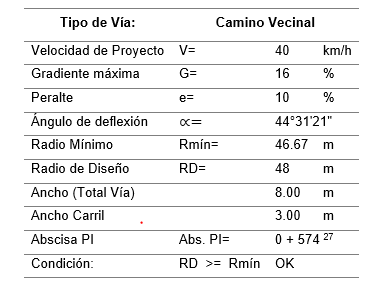 Tipo de Vía: Camino Vecinal
Velocidad de Proyecto V= 40 km/h
Gradiente máxima G= 16 %
Peralte e= 10 %
Ángulo de deflexión ∝= 44°31'21"
Radio Mínimo Rmín= 46.67 m
Radio de Diseño RD= 48 m
Ancho (Total Vía) 8.00 m
Ancho Carril 3.00 m
Abscisa PI Abs. PI= 0 + 574 27
Condición: RD >= Rmín OK